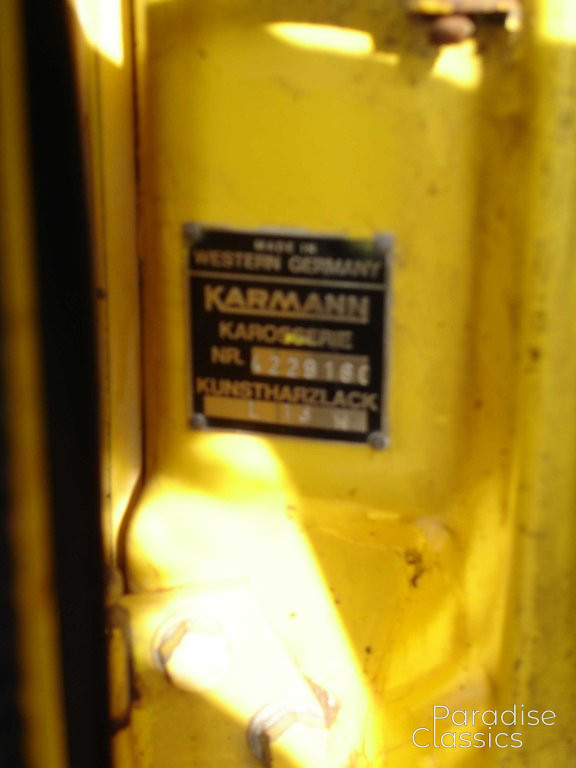 MADE IN
WESTERN GERMANY
KARMANN
KAROSSERIE
NR.
KUNSTHARZLACK
Paradise
Classics